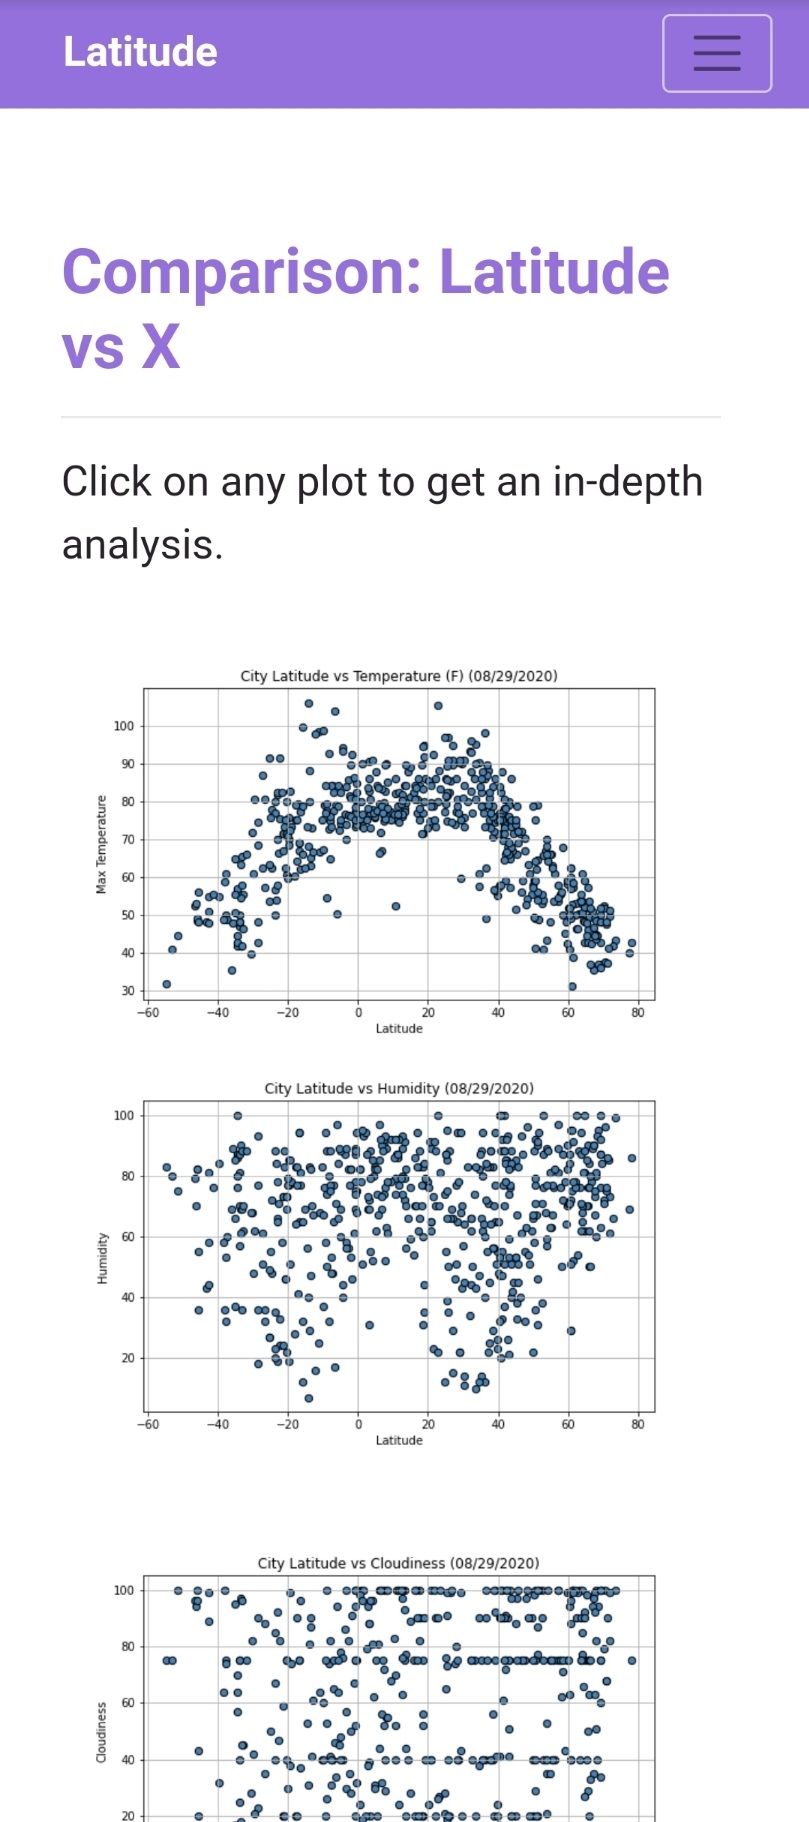 Latitude
Comparison: Latitude
vs X
Click on any plot to get an in-depth
analysis.
City Latitude vs Temperature (F) (08/29/2020)
100
90
80
70
60
50
40
30
Max Temperature
−60 −40 −20 0 20 40 60 80
Latitude
City Latitude vs Humidity (08/29/2020)
100
80
60
40
20
Humidity
−60 −40 −20 0 20 40 60 80
Latitude
City Latitude vs Cloudiness (08/29/2020)
100
80
60
40
20
Cloudiness